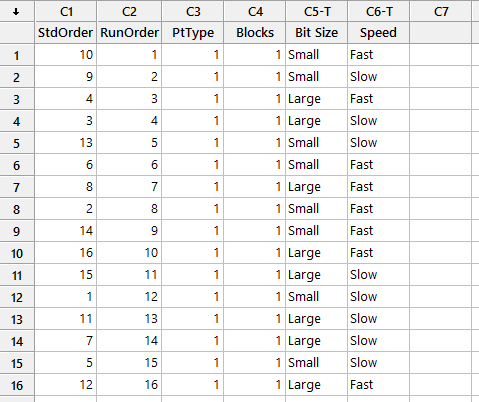 ↓ C1 C2 C3 C4 C5-T C6-T C7
StdOrder RunOrder PtType Blocks Bit Size Speed
1 10 1 1 1 Small Fast
2 9 2 1 1 Small Slow
3 4 3 1 1 Large Fast
4 3 4 1 1 Large Slow
5 13 5 1 1 Small Slow
6 6 6 1 1 Small Fast
7 8 7 1 1 Large Fast
8 2 8 1 1 Small Fast
9 14 9 1 1 Small Fast
10 16 10 1 1 Large Fast
11 15 11 1 1 Large Slow
12 1 12 1 1 Small Slow
13 11 13 1 1 Large Slow
14 7 14 1 1 Large Slow
15 5 15 1 1 Small Slow
16 12 16 1 1 Large Fast